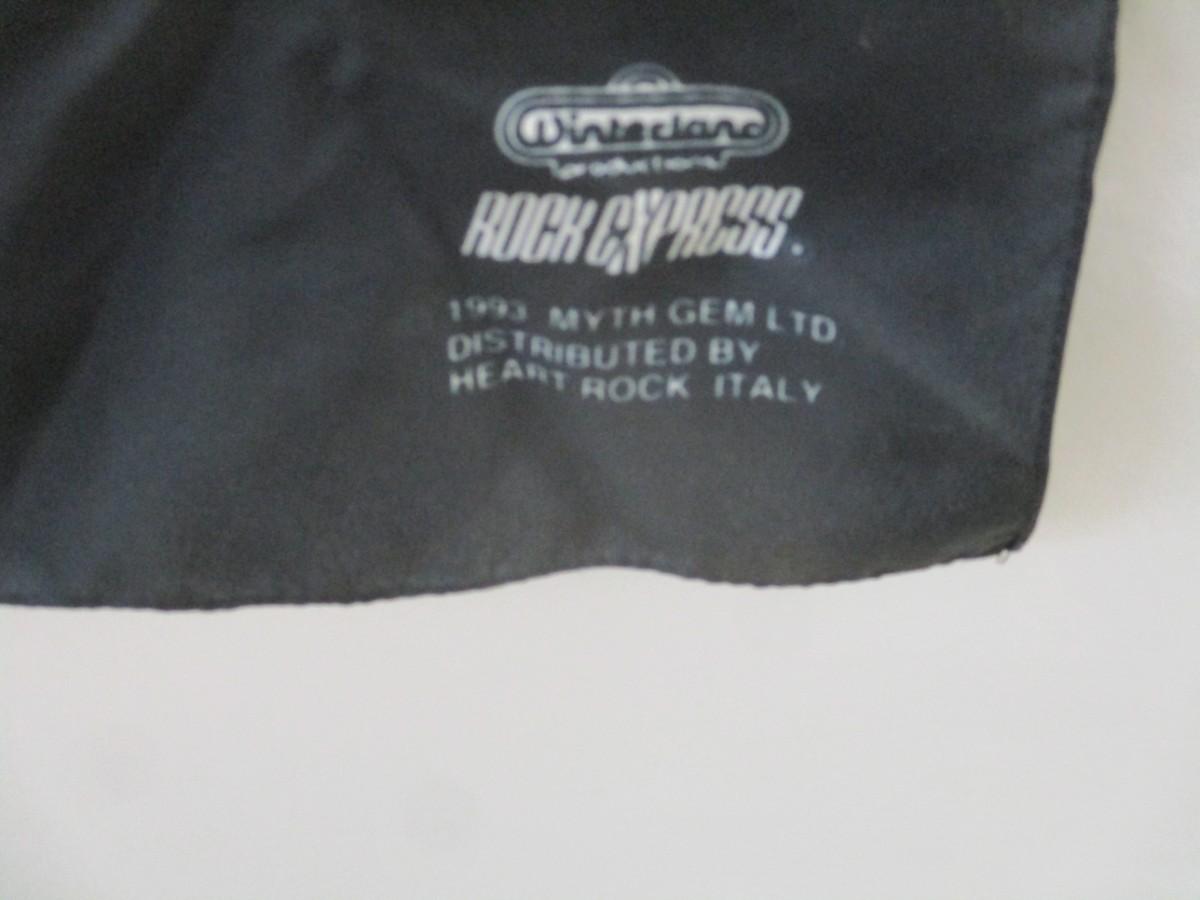 Winterland
productions
ROCK EXPRESS.
1993 MYTH GEM LTD.
DISTRIBUTED BY
HEART ROCK ITALY